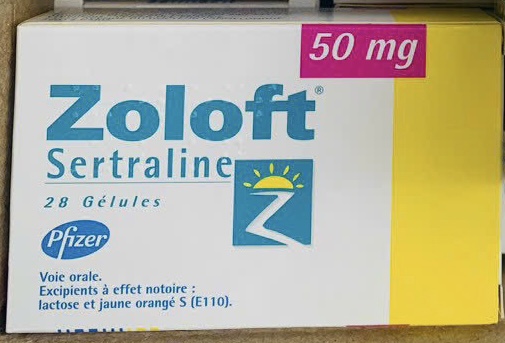 50 mg
Zoloft®
Sertraline
28 Gélules
Pfizer
Voie orale.
Excipients à effet notoire :
lactose et jaune orangé S (E110).